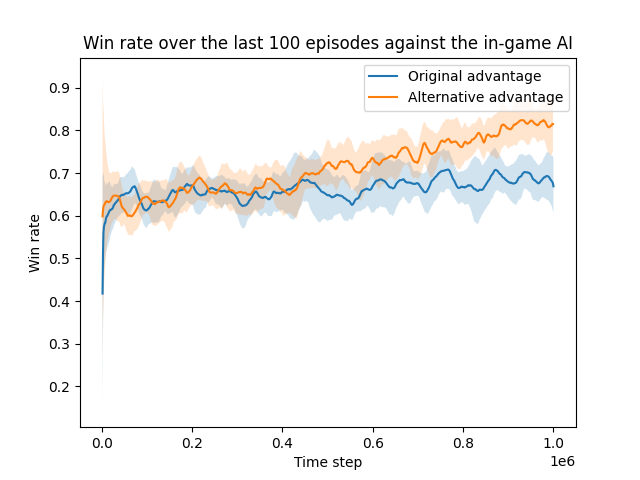 Win rate over the last 100 episodes against the in-game AI
Original advantage
Alternative advantage
Win rate
0.9
0.8
0.7
0.6
0.5
0.4
0.3
0.2
0.0 0.2 0.4 0.6 0.8 1.0
Time step
1e6